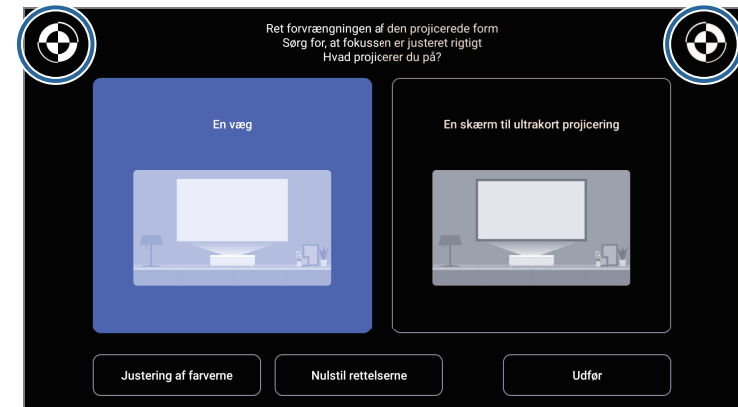 Ret forvrængningen af den projicerede form
Sørg for, at fokussen er justeret rigtigt
Hvad projicerer du på?
En væg
En skærm til ultrakort projicering
Justering af farverne
Nulstil rettelserne
Udfør